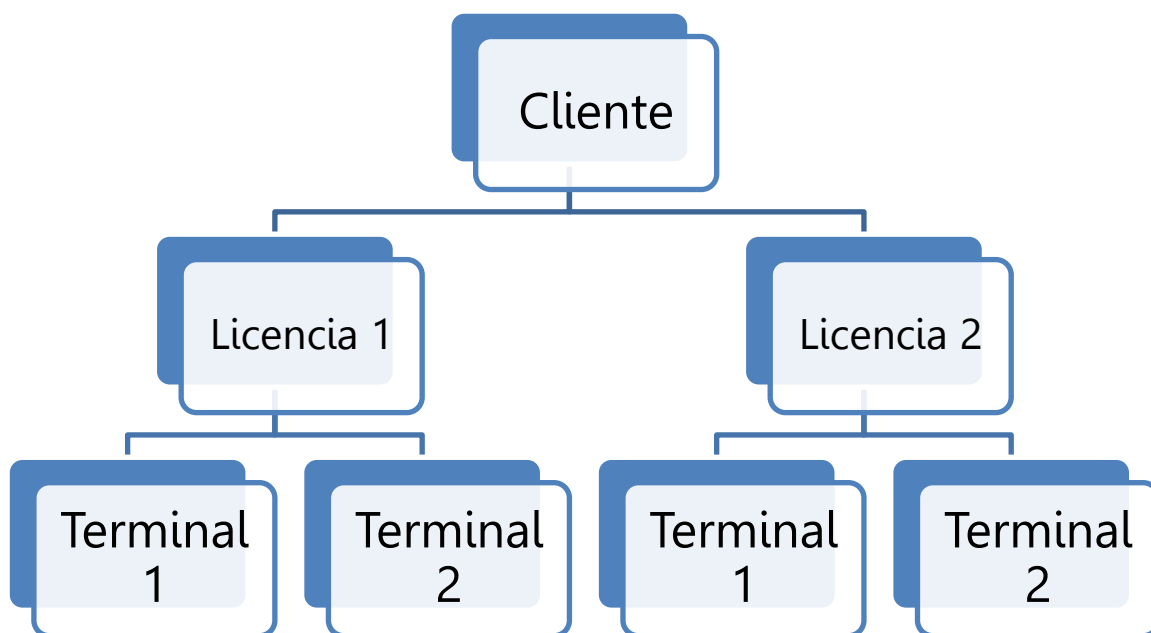 Cliente
Licencia 1
Licencia 2
Terminal
1
Terminal
2
Terminal
1
Terminal
2